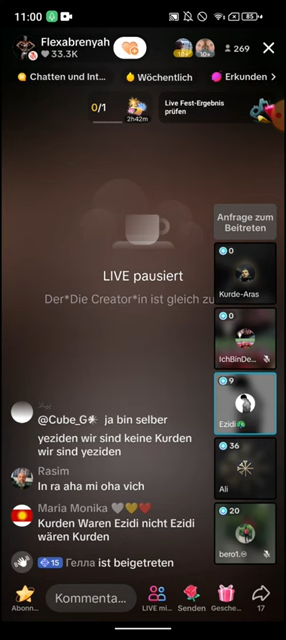 11:00
85
Flexabrenyah
33.3K
18+
10+
269
Chatten und Int...
Wöchentlich
Erkunden
0/1
2h42m
Live Fest-Ergebnis
prüfen
Anfrage zum
Beitreten
LIVE pausiert
Der*Die Creator*in ist gleich zu
0
Kurde-Aras
0
IchBinDe...
9
Ezidi
36
Ali
20
bero1.
@Cube_G ja bin selber
yeziden wir sind keine Kurden
wir sind yeziden
Rasim
In ra aha mi oha vich
Maria Monika
Kurden Waren Ezidi nicht Ezidi
wären Kurden
15 Гелла ist beigetreten
Abonn...
Kommenta...
LIVE mi...
Senden
Gesche...
17